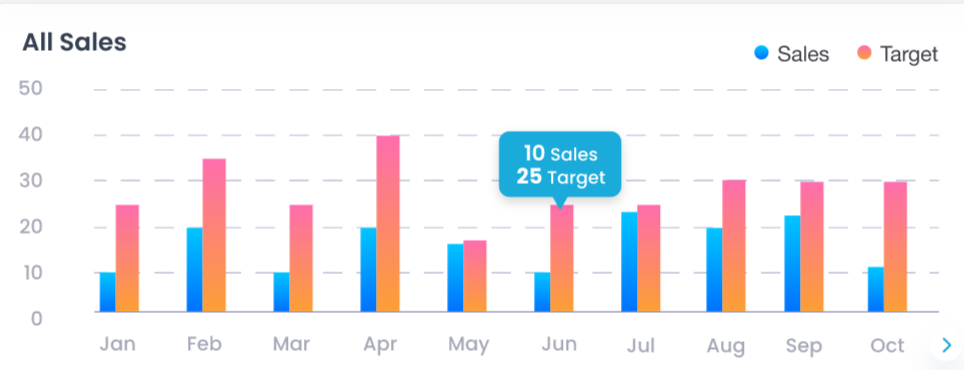 All Sales
Sales
Target
50
40
30
20
10
0
10 Sales
25 Target
Jan Feb Mar Apr May Jun Jul Aug Sep Oct